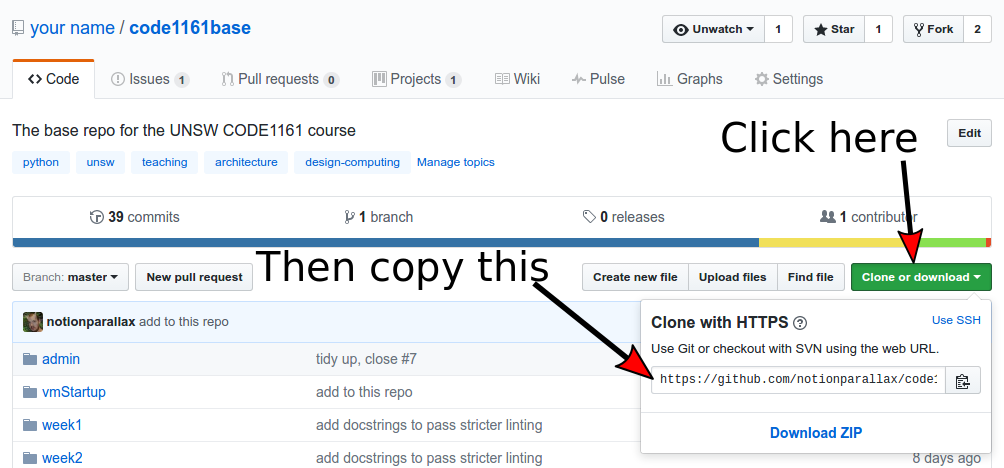 your name / code1161base
Unwatch 1 Star 1 Fork 2
Code Issues 1 Pull requests 0 Projects 1 Wiki Pulse Graphs Settings
The base repo for the UNSW CODE1161 course
Click here
Edit
python unsw teaching architecture design-computing Manage topics
39 commits 1 branch 0 releases 1 contributor
Branch: master New pull request
Then copy this
Create new file Upload files Find file Clone or download
notionparallax add to this repo
Clone with HTTPS ? Use SSH
Use Git or checkout with SVN using the web URL.
admin tidy up, close #7
https://github.com/notionparallax/code1
vmStartup add to this repo
week1 add docstrings to pass stricter linting
Download ZIP
week2 add docstrings to pass stricter linting 8 days ago